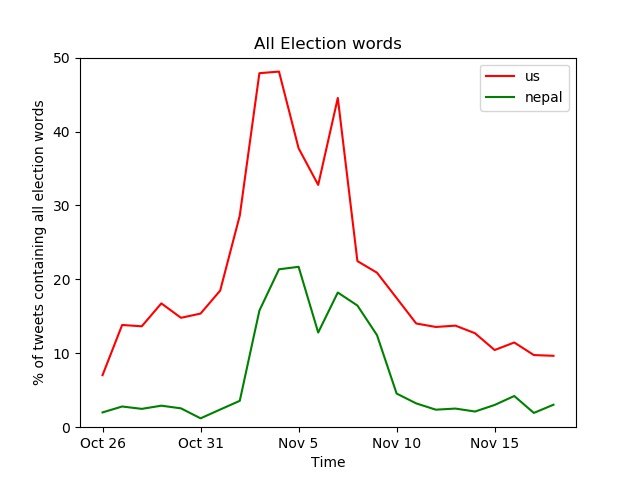 All Election words
us
nepal
% of tweets containing all election words
50
40
30
20
10
0
Oct 26 Oct 31 Nov 5 Nov 10 Nov 15
Time